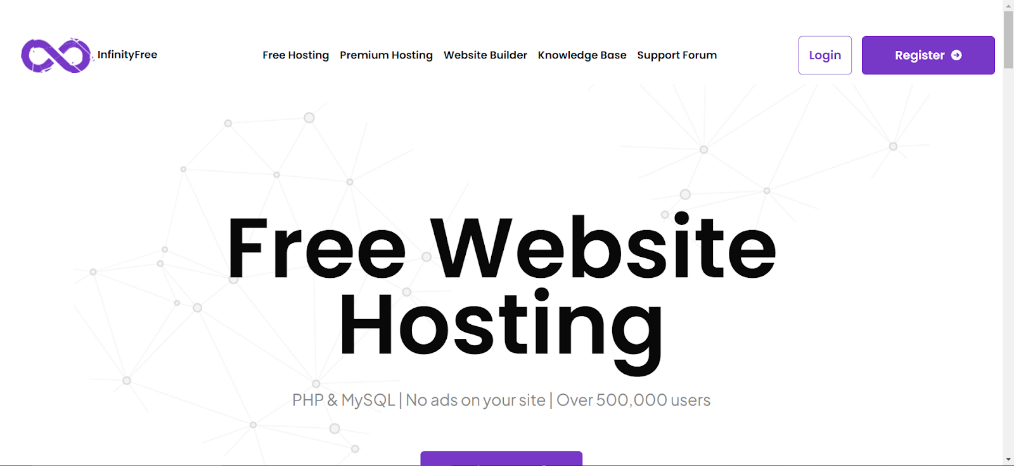 InfinityFree
Free Hosting Premium Hosting Website Builder Knowledge Base Support Forum
Login
Register
Free Website
Hosting
PHP & MySQL | No ads on your site | Over 500,000 users